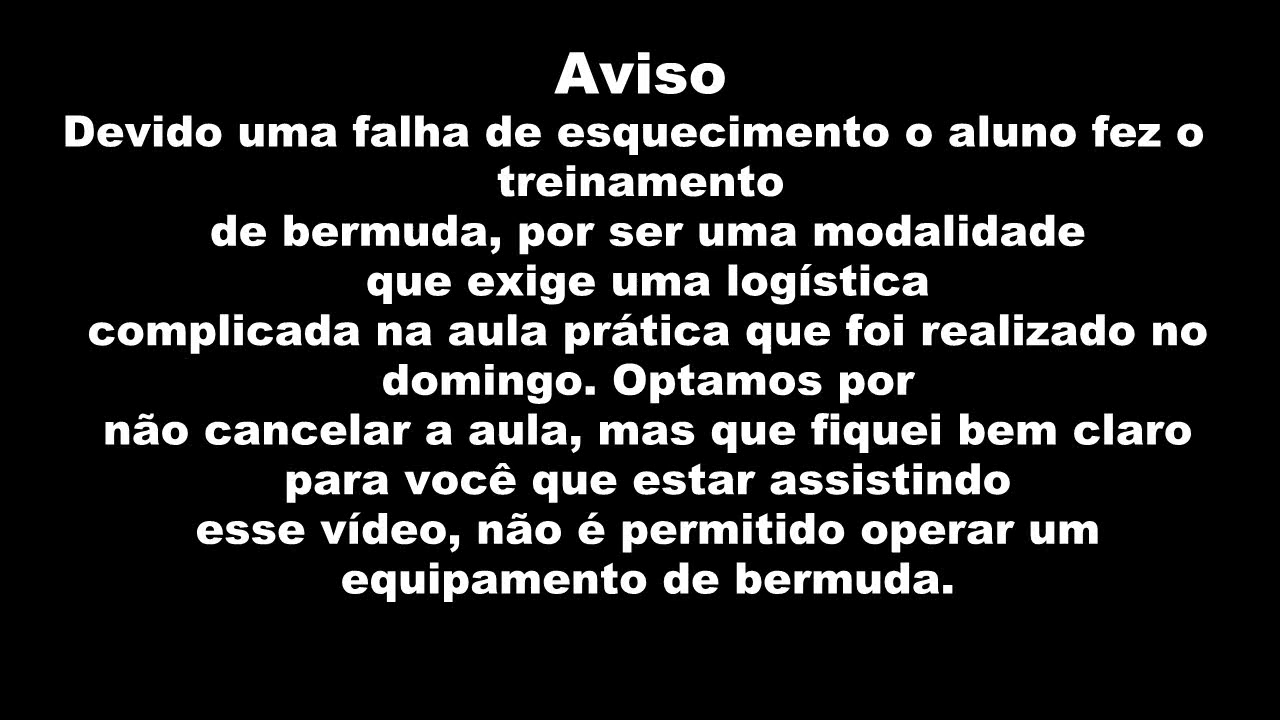 Aviso
Devido uma falha de esquecimento o aluno fez o
treinamento
de bermuda, por ser uma modalidade
que exige uma logística
complicada na aula prática que foi realizado no
domingo. Optamos por
não cancelar a aula, mas que fiquei bem claro
para você que estar assistindo
esse vídeo, não é permitido operar um
equipamento de bermuda.